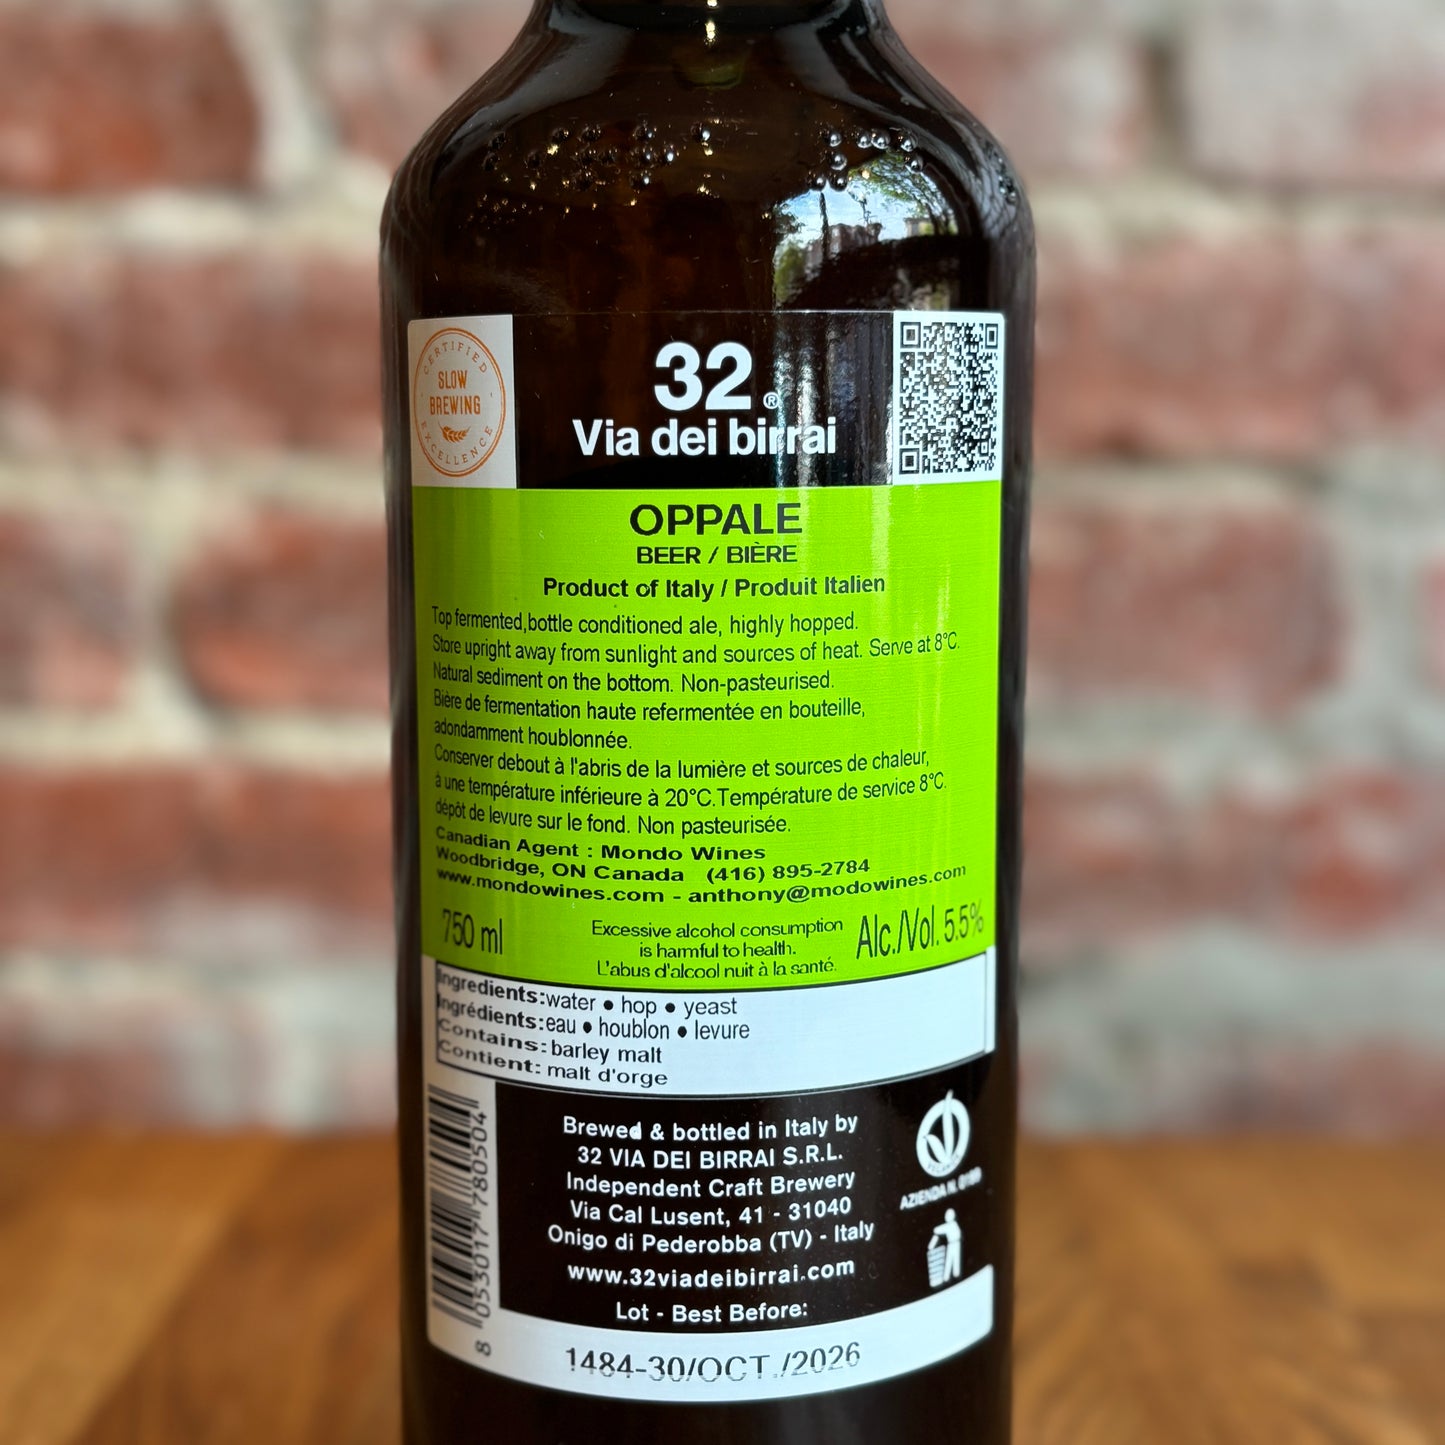 CERTIFIED
SLOW
BREWING
EXCELLENCE
32®
Via dei birrai
OPPALE
BEER / BIÈRE
Product of Italy / Produit Italien
Top fermented,bottle conditioned ale, highly hopped.
Store upright away from sunlight and sources of heat. Serve at 8°C.
Natural sediment on the bottom. Non-pasteurised.
Bière de fermentation haute refermentée en bouteille,
adondamment houblonnée.
Conserver debout à l'abris de la lumière et sources de chaleur,
à une température inférieure à 20°C.Température de service 8°C.
dépôt de levure sur le fond. Non pasteurisée.
Canadian Agent : Mondo Wines
Woodbridge, ON Canada (416) 895-2784
www.mondowines.com - anthony@modowines.com
750 ml
Excessive alcohol consumption
is harmful to health.
L'abus d'alcool nuit à la santé.
Alc./Vol. 5.5%
Ingredients:water • hop • yeast
Ingrédients:eau • houblon • levure
Contains: barley malt
Contient: malt d'orge
Brewed & bottled in Italy by
32 VIA DEI BIRRAI S.R.L.
Independent Craft Brewery
Via Cal Lusent, 41 - 31040
Onigo di Pederobba (TV) - Italy
www.32viadeibirrai.com
Lot - Best Before:
1484-30/OCT./2026
AZIENDA N.
8 053017 780504